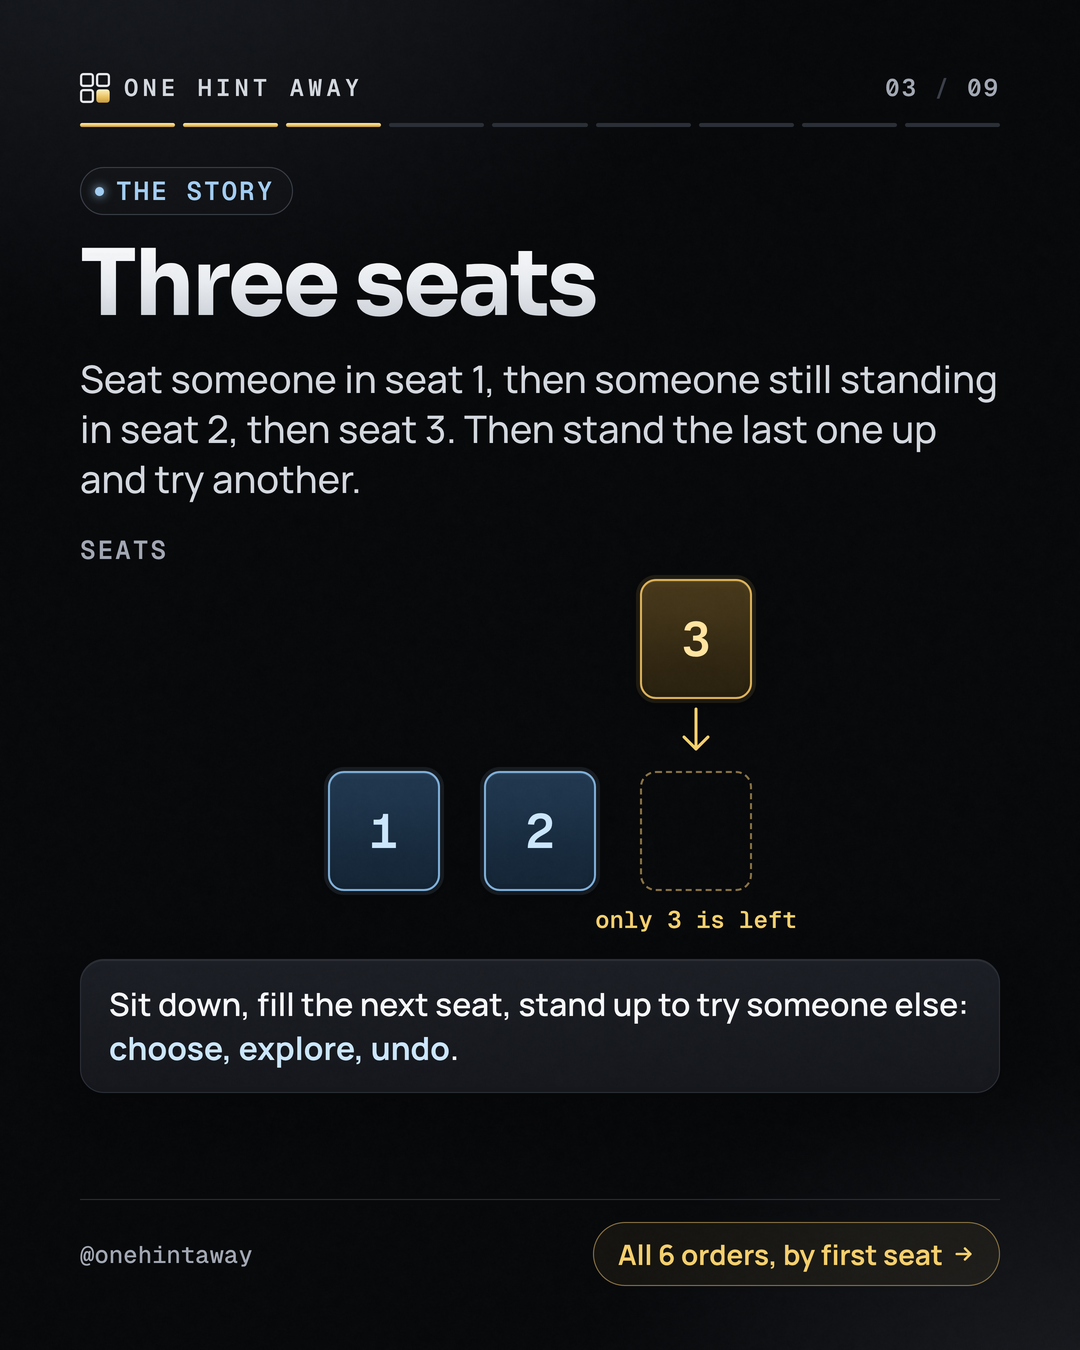 ONE HINT AWAY
03 / 09
THE STORY
Three seats
Seat someone in seat 1, then someone still standing
in seat 2, then seat 3. Then stand the last one up
and try another.
SEATS
3
1
2
only 3 is left
Sit down, fill the next seat, stand up to try someone else:
choose, explore, undo.
@onehintaway
All 6 orders, by first seat →